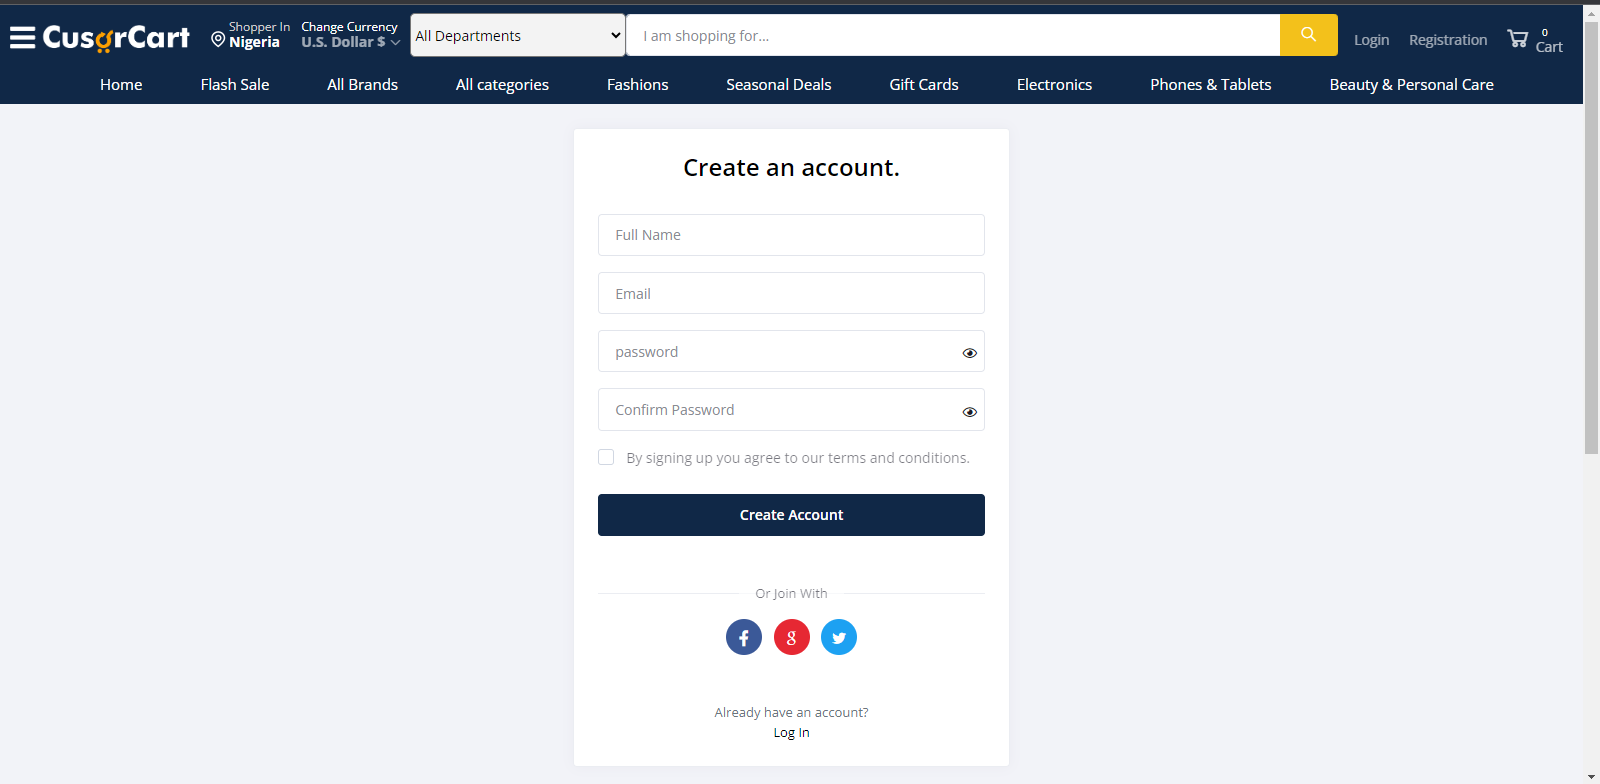 CusorCart
Shopper In
Nigeria
Change Currency
U.S. Dollar $
All Departments
I am shopping for...
Login
Registration
0
Cart
Home
Flash Sale
All Brands
All categories
Fashions
Seasonal Deals
Gift Cards
Electronics
Phones & Tablets
Beauty & Personal Care
Create an account.
Full Name
Email
password
Confirm Password
By signing up you agree to our terms and conditions.
Create Account
Or Join With
Already have an account?
Log In